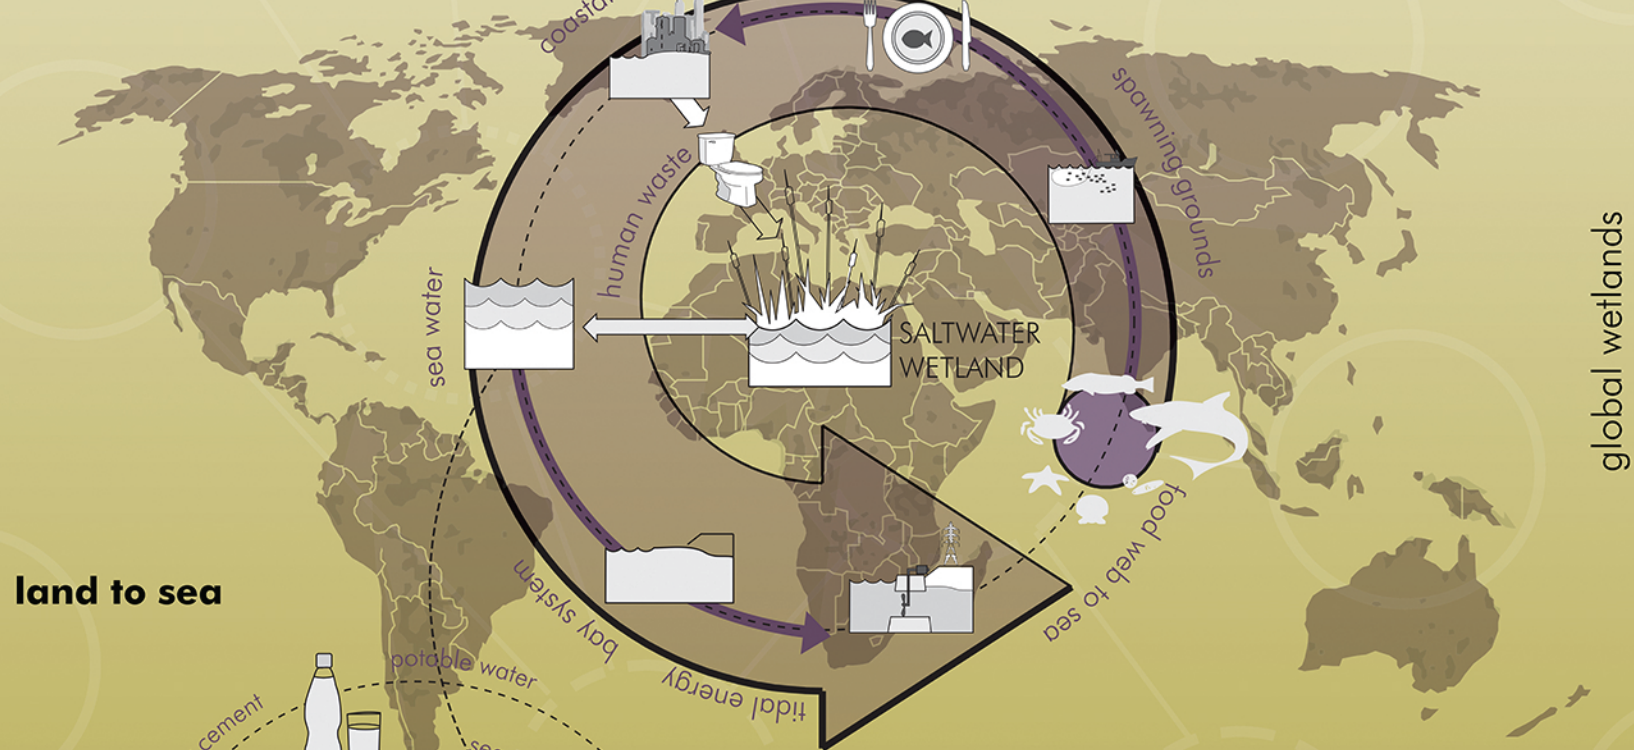 human waste
spawning grounds
sea water
SALTWATER
WETLAND
global wetlands
food web to sea
land to sea
bay system
tidal energy
potable water
cement